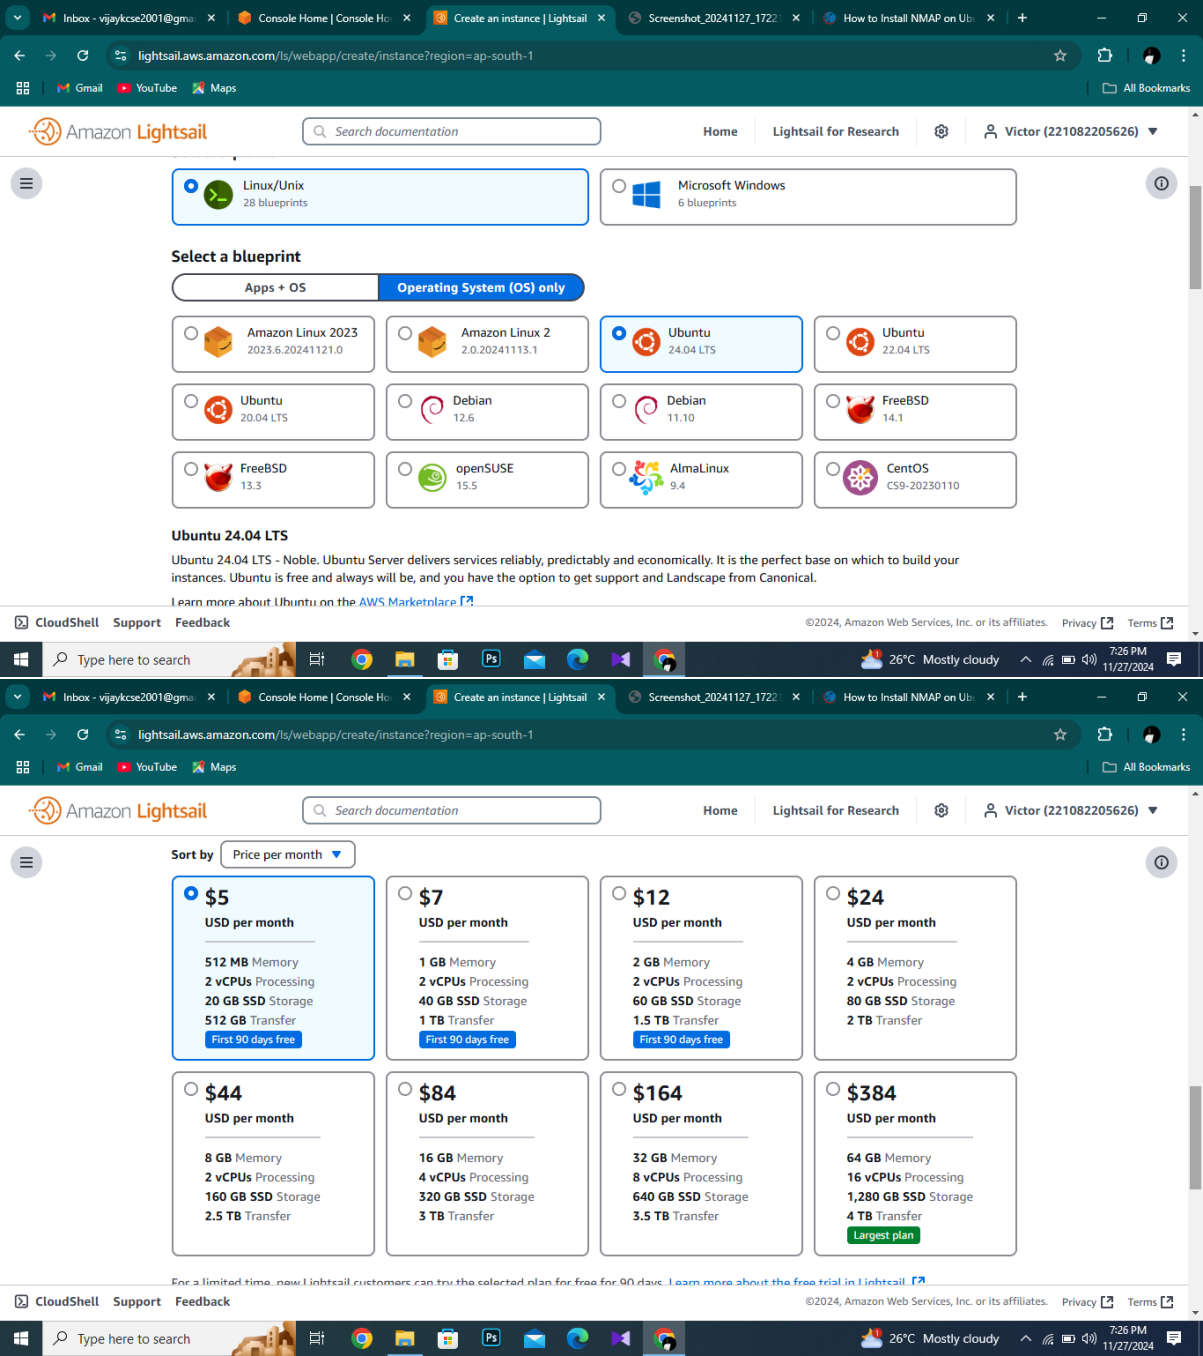 Inbox - vijaykcse2001@gma
Console Home | Console Ho
Create an instance | Lightsail
Screenshot_20241127_1722
How to Install NMAP on Ub
lightsail.aws.amazon.com/ls/webapp/create/instance?region=ap-south-1
Gmail YouTube Maps All Bookmarks
Amazon Lightsail Search documentation Home Lightsail for Research Victor (221082205626)
Linux/Unix
28 blueprints
Microsoft Windows
6 blueprints
Select a blueprint
Apps + OS Operating System (OS) only
Amazon Linux 2023
2023.6.20241121.0
Amazon Linux 2
2.0.20241113.1
Ubuntu
24.04 LTS
Ubuntu
22.04 LTS
Ubuntu
20.04 LTS
Debian
12.6
Debian
11.10
FreeBSD
14.1
FreeBSD
13.3
openSUSE
15.5
AlmaLinux
9.4
CentOS
CS9-20230110
Ubuntu 24.04 LTS
Ubuntu 24.04 LTS - Noble. Ubuntu Server delivers services reliably, predictably and economically. It is the perfect base on which to build your
instances. Ubuntu is free and always will be, and you have the option to get support and Landscape from Canonical.
Learn more about Ubuntu on the AWS Marketplace
CloudShell Support Feedback ©2024, Amazon Web Services, Inc. or its affiliates. Privacy Terms
Type here to search Ps 26°C Mostly cloudy 7:26 PM
11/27/2024
Inbox - vijaykcse2001@gma
Console Home | Console Ho
Create an instance | Lightsail
Screenshot_20241127_1722
How to Install NMAP on Ub
lightsail.aws.amazon.com/ls/webapp/create/instance?region=ap-south-1
Gmail YouTube Maps All Bookmarks
Amazon Lightsail Search documentation Home Lightsail for Research Victor (221082205626)
Sort by Price per month
$5
USD per month
512 MB Memory
2 vCPUs Processing
20 GB SSD Storage
512 GB Transfer
First 90 days free
$7
USD per month
1 GB Memory
2 vCPUs Processing
40 GB SSD Storage
1 TB Transfer
First 90 days free
$12
USD per month
2 GB Memory
2 vCPUs Processing
60 GB SSD Storage
1.5 TB Transfer
First 90 days free
$24
USD per month
4 GB Memory
2 vCPUs Processing
80 GB SSD Storage
2 TB Transfer
$44
USD per month
8 GB Memory
2 vCPUs Processing
160 GB SSD Storage
2.5 TB Transfer
$84
USD per month
16 GB Memory
4 vCPUs Processing
320 GB SSD Storage
3 TB Transfer
$164
USD per month
32 GB Memory
8 vCPUs Processing
640 GB SSD Storage
3.5 TB Transfer
$384
USD per month
64 GB Memory
16 vCPUs Processing
1,280 GB SSD Storage
4 TB Transfer
Largest plan
For a limited time, new Lightsail customers can try the selected plan for free for 90 days. Learn more about the free trial in Lightsail
CloudShell Support Feedback ©2024, Amazon Web Services, Inc. or its affiliates. Privacy Terms
Type here to search Ps 26°C Mostly cloudy 7:26 PM
11/27/2024